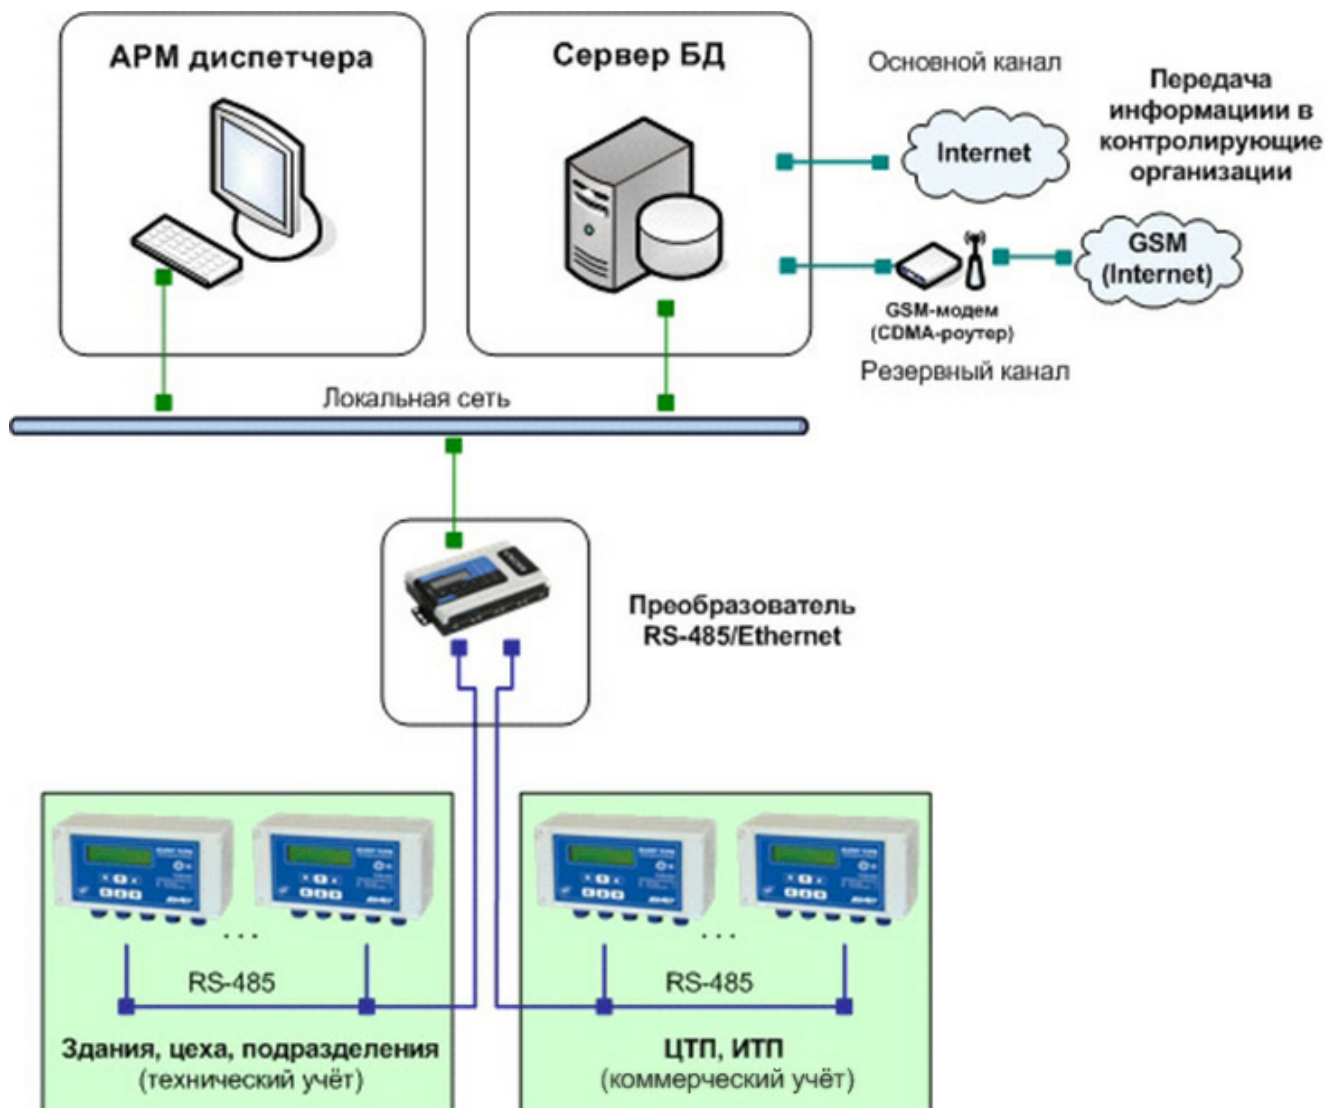 АРМ диспетчера
Сервер БД
Основной канал
Internet
Передача
информациии в
контролирующие
организации
GSM
(Internet)
GSM-модем
(CDMA-роутер)
Резервный канал
Локальная сеть
Преобразователь
RS-485/Ethernet
. . .
RS-485
Здания, цеха, подразделения
(технический учёт)
. . .
RS-485
ЦТП, ИТП
(коммерческий учёт)